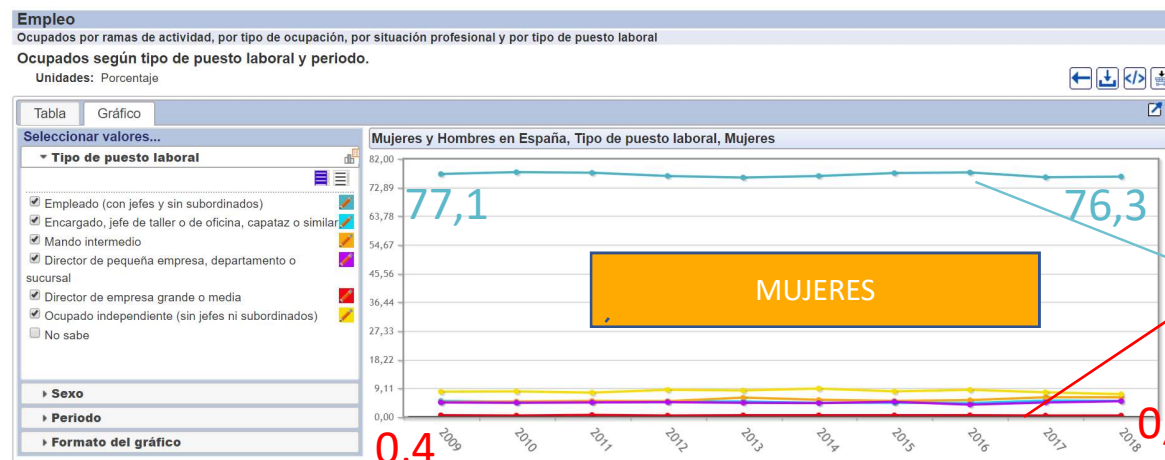 Empleo
Ocupados por ramas de actividad, por tipo de ocupación, por situación profesional y por tipo de puesto laboral
Ocupados según tipo de puesto laboral y periodo.
Unidades: Porcentaje
Tabla Gráfico
Seleccionar valores...
Tipo de puesto laboral
Empleado (con jefes y sin subordinados)
Encargado, jefe de taller o de oficina, capataz o similar
Mando intermedio
Director de pequeña empresa, departamento o
sucursal
Director de empresa grande o media
Ocupado independiente (sin jefes ni subordinados)
No sabe
Sexo
Periodo
Formato del gráfico
Mujeres y Hombres en España, Tipo de puesto laboral, Mujeres
82,00
72,89
63,78
54,67
45,56
36,44
27,33
18,22
9,11
0,00
77,1
76,3
MUJERES
,
0,4
0,
2009 2010 2011 2012 2013 2014 2015 2016 2017 2018